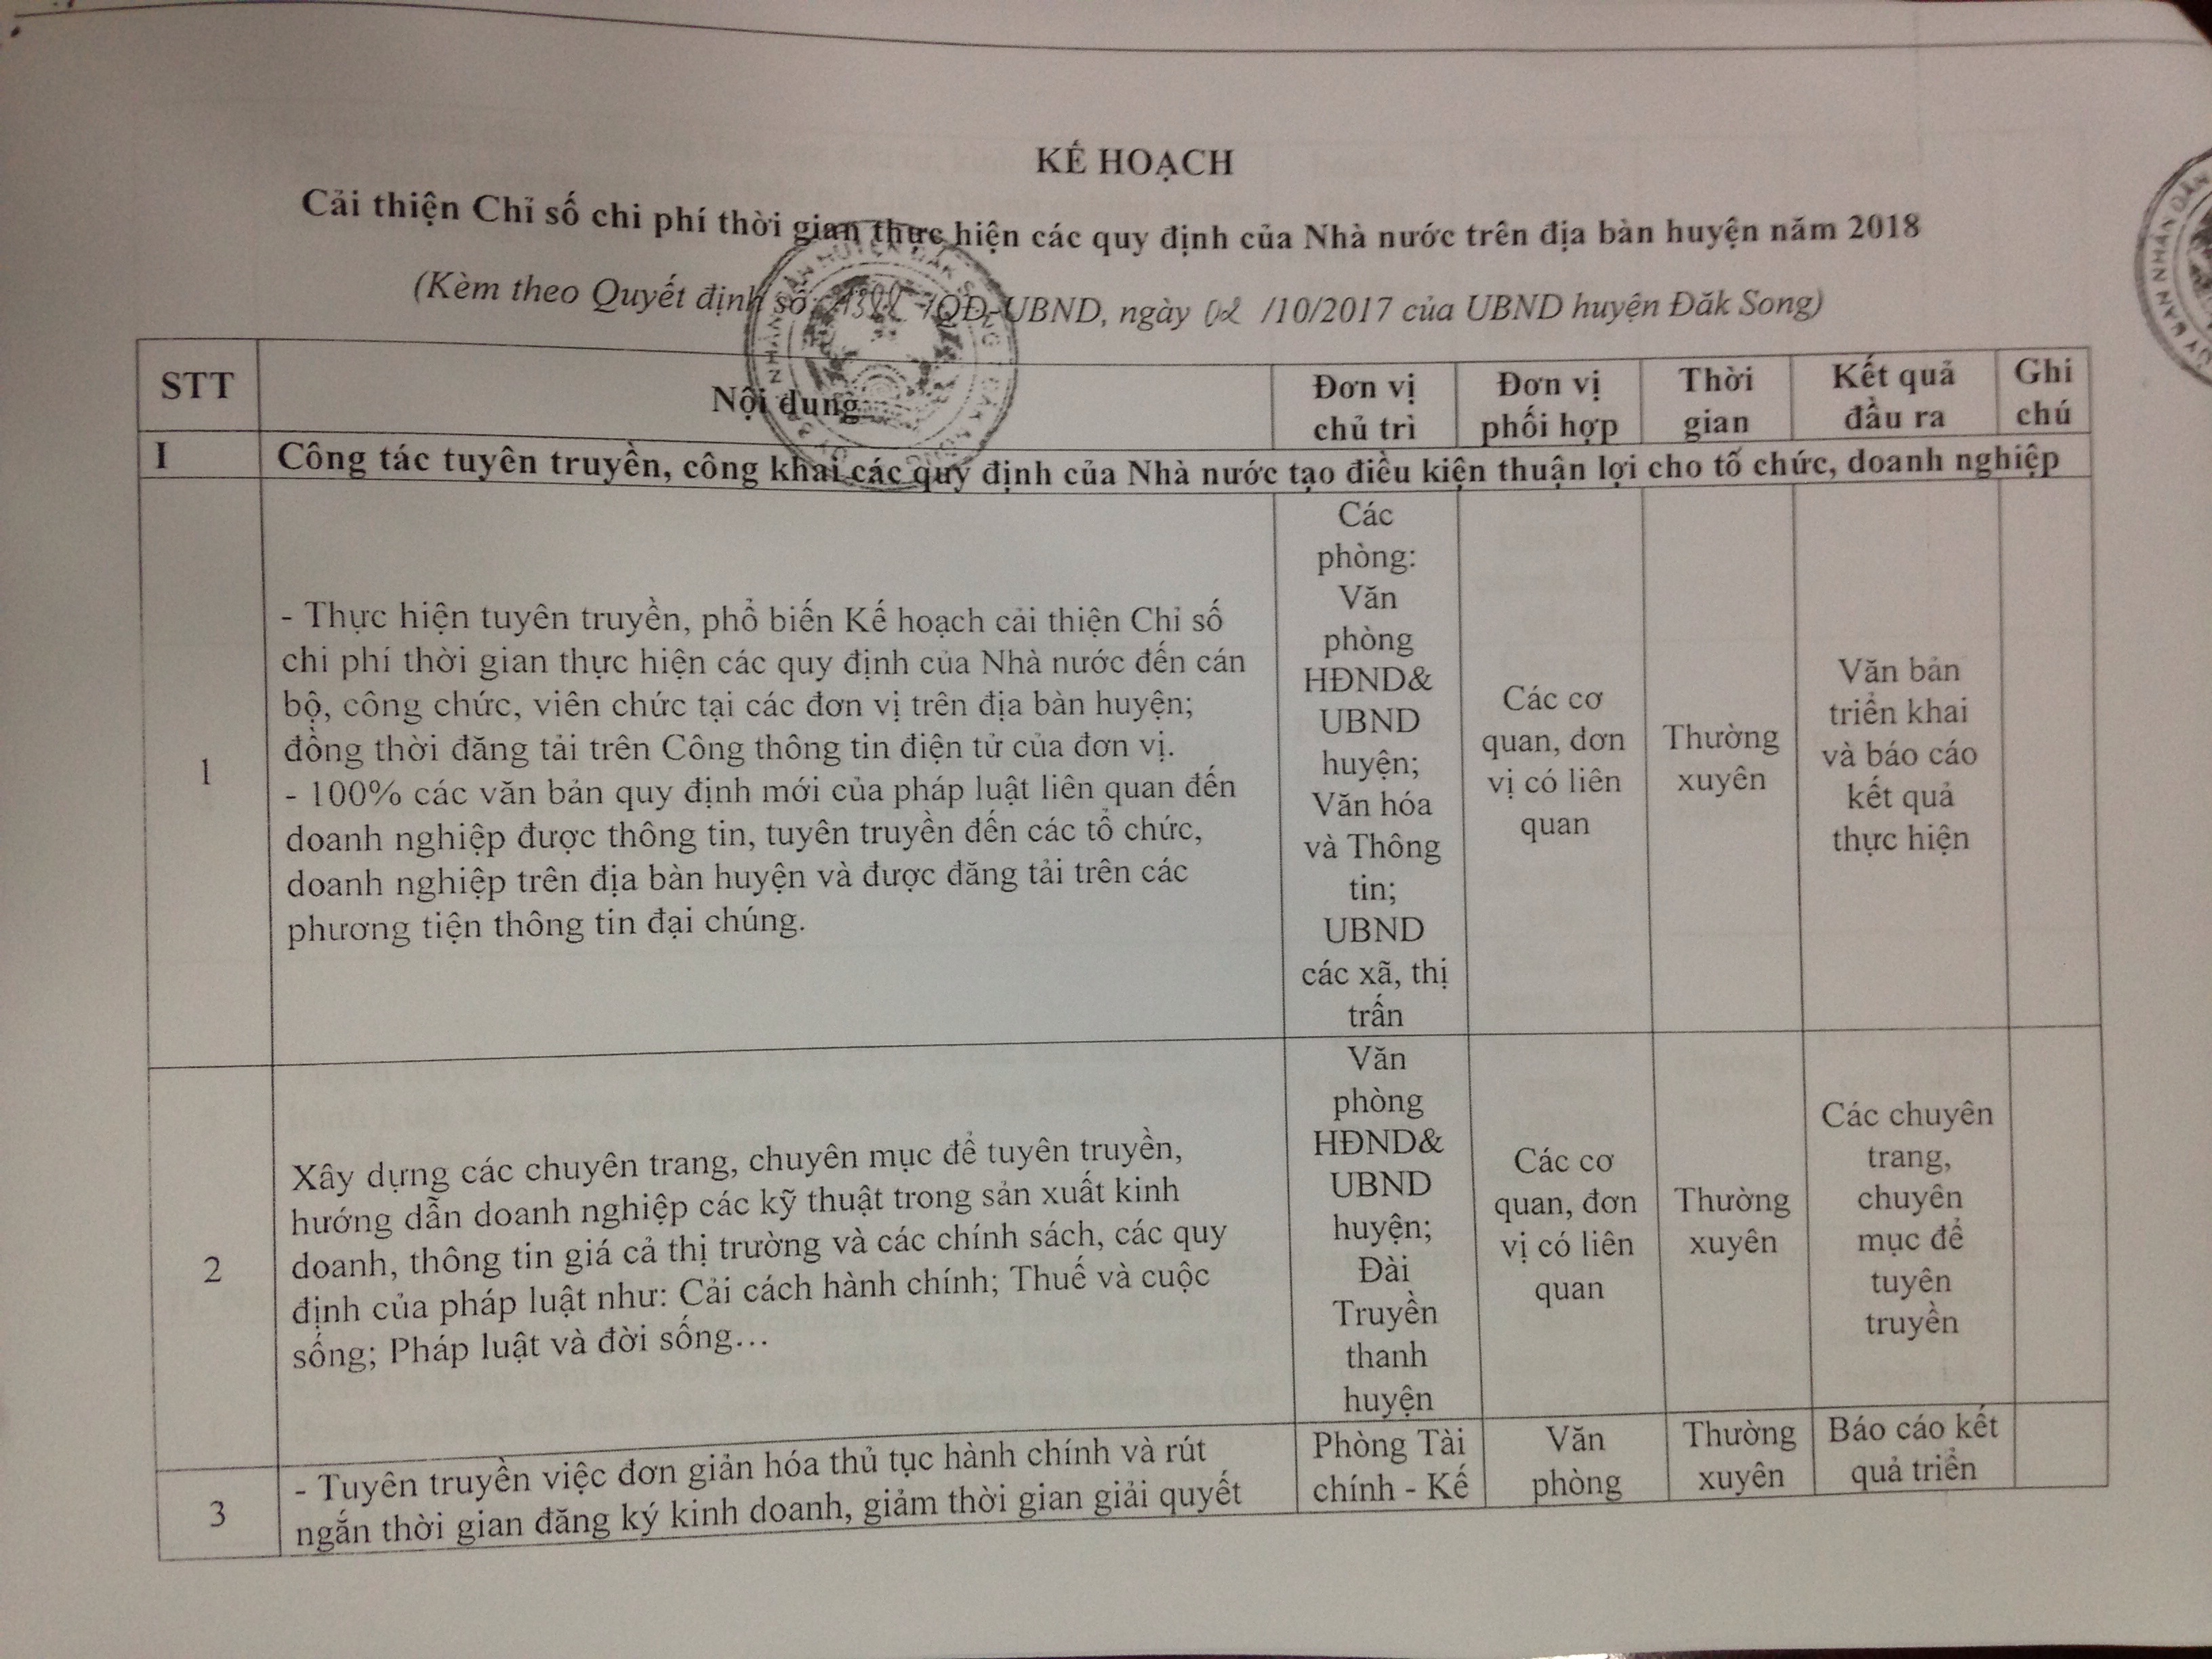 KẾ HOẠCH
Cải thiện Chỉ số chi phí thời gian thực hiện các quy định của Nhà nước trên địa bàn huyện năm 2018
(Kèm theo Quyết định số: /QĐ-UBND, ngày 02 /10/2017 của UBND huyện Đăk Song)
STT
Nội dung
Đơn vị
chủ trì
Đơn vị
phối hợp
Thời
gian
Kết quả
đầu ra
Ghi
chú
I
Công tác tuyên truyền, công khai các quy định của Nhà nước tạo điều kiện thuận lợi cho tổ chức, doanh nghiệp
1
- Thực hiện tuyên truyền, phổ biến Kế hoạch cải thiện Chỉ số
chi phí thời gian thực hiện các quy định của Nhà nước đến cán
bộ, công chức, viên chức tại các đơn vị trên địa bàn huyện;
đồng thời đăng tải trên Công thông tin điện tử của đơn vị.
- 100% các văn bản quy định mới của pháp luật liên quan đến
doanh nghiệp được thông tin, tuyên truyền đến các tổ chức,
doanh nghiệp trên địa bàn huyện và được đăng tải trên các
phương tiện thông tin đại chúng.
Các
phòng:
Văn
phòng
HĐND&
UBND
huyện;
Văn hóa
và Thông
tin;
UBND
các xã, thị
trấn
Các cơ
quan, đơn
vị có liên
quan
Thường
xuyên
Văn bản
triển khai
và báo cáo
kết quả
thực hiện
2
Xây dựng các chuyên trang, chuyên mục để tuyên truyền,
hướng dẫn doanh nghiệp các kỹ thuật trong sản xuất kinh
doanh, thông tin giá cả thị trường và các chính sách, các quy
định của pháp luật như: Cải cách hành chính; Thuế và cuộc
sống; Pháp luật và đời sống…
Văn
phòng
HĐND&
UBND
huyện;
Đài
Truyền
thanh
huyện
Các cơ
quan, đơn
vị có liên
quan
Thường
xuyên
Các chuyên
trang,
chuyên
mục để
tuyên
truyền
3
- Tuyên truyền việc đơn giản hóa thủ tục hành chính và rút
ngắn thời gian đăng ký kinh doanh, giảm thời gian giải quyết
Phòng Tài
chính - Kế
Văn
phòng
Thường
xuyên
Báo cáo kết
quả triển